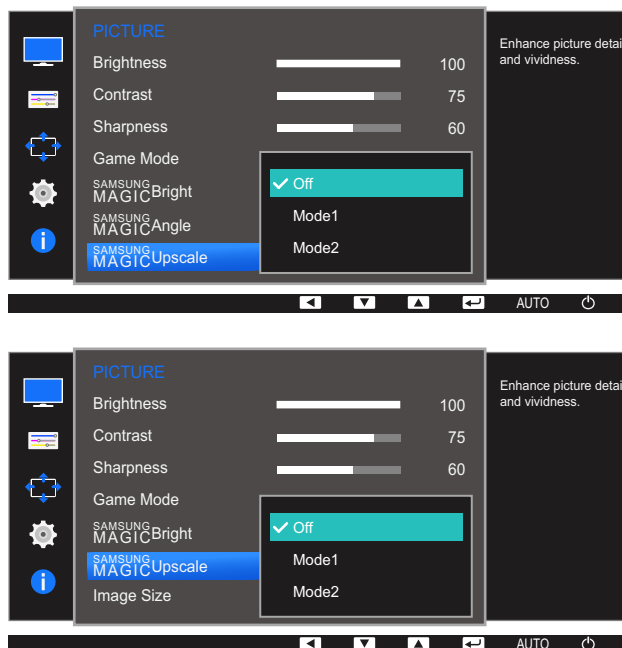 PICTURE
Brightness 100
Contrast 75
Sharpness 60
Game Mode
SAMSUNG MAGIC Bright
SAMSUNG MAGIC Angle
SAMSUNG MAGIC Upscale
Off
Mode1
Mode2
Enhance picture detai
and vividness.
AUTO
PICTURE
Brightness 100
Contrast 75
Sharpness 60
Game Mode
SAMSUNG MAGIC Bright
SAMSUNG MAGIC Upscale
Image Size
Off
Mode1
Mode2
Enhance picture detai
and vividness.
AUTO